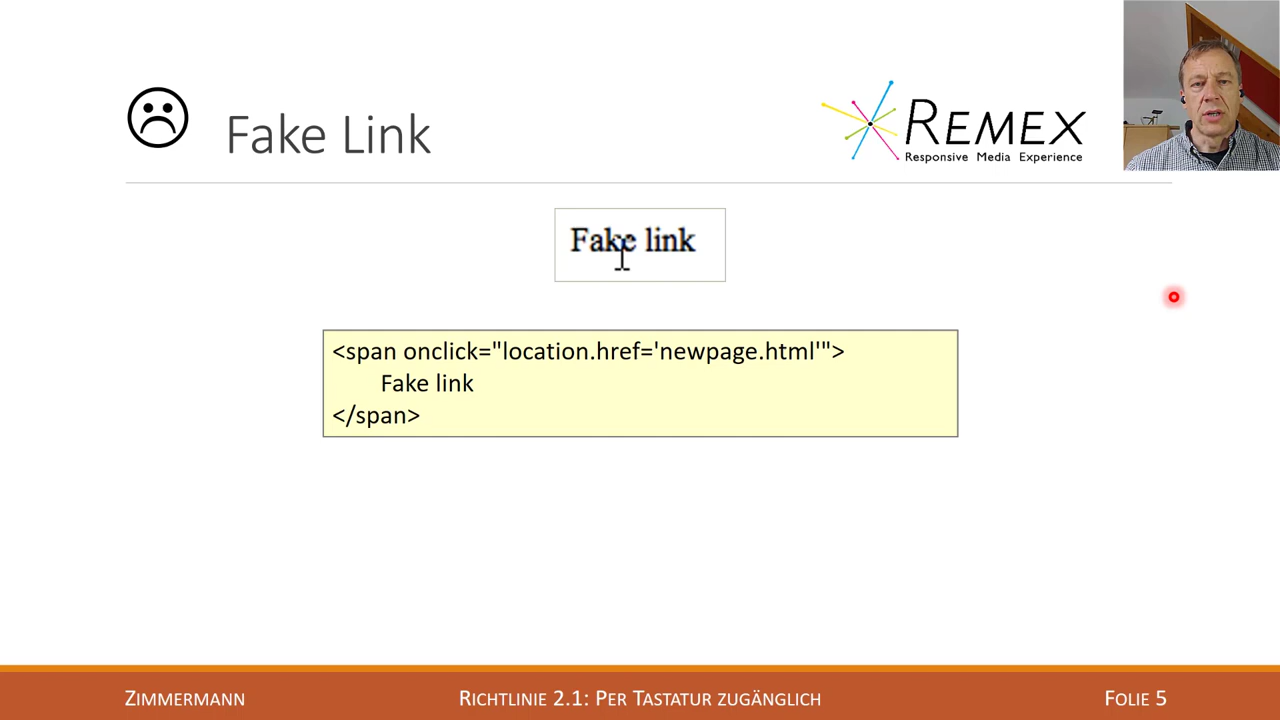 Fake Link
REMEX
Responsive Media Experience
Fake link
<span onclick="location.href='newpage.html'">
Fake link
</span>
ZIMMERMANN
RICHTLINIE 2.1: PER TASTATUR ZUGÄNGLICH
FOLIE 5